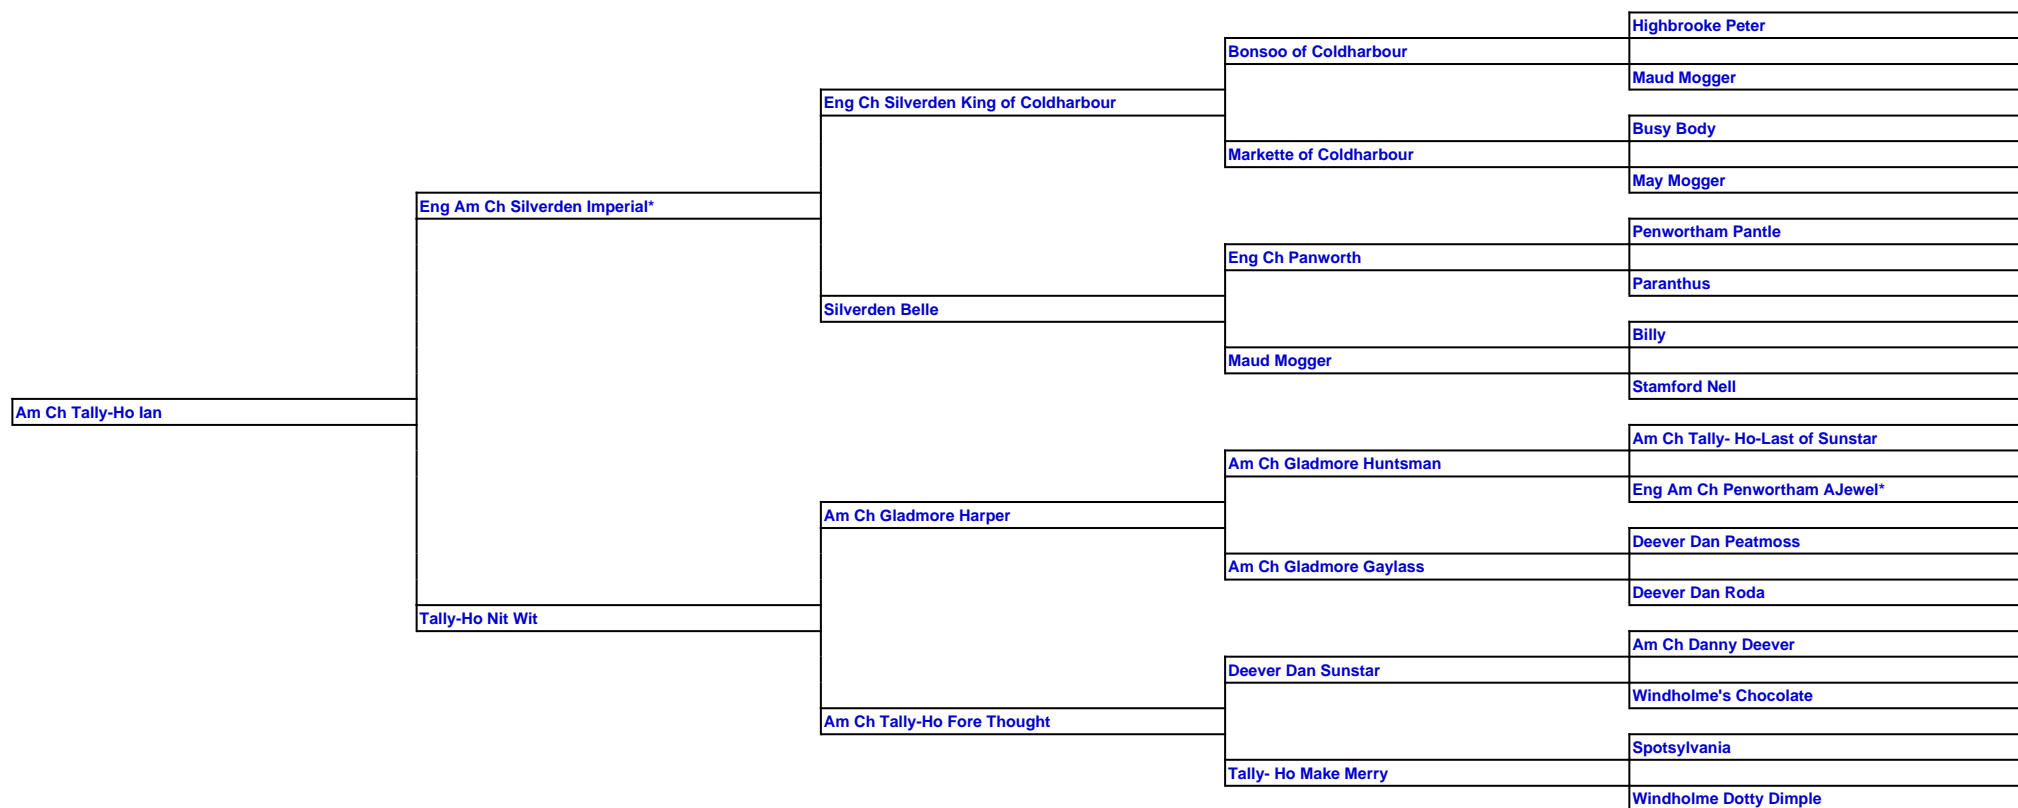 Highbrooke Peter
Bonsoo of Coldharbour
Maud Mogger
Eng Ch Silverden King of Coldharbour
Busy Body
Markette of Coldharbour
May Mogger
Eng Am Ch Silverden Imperial*
Penwortham Pantle
Eng Ch Panworth
Paranthus
Silverden Belle
Billy
Maud Mogger
Stamford Nell
Am Ch Tally-Ho Ian
Am Ch Tally- Ho-Last of Sunstar
Am Ch Gladmore Huntsman
Eng Am Ch Penwortham AJewel*
Am Ch Gladmore Harper
Deever Dan Peatmoss
Am Ch Gladmore Gaylass
Deever Dan Roda
Tally-Ho Nit Wit
Am Ch Danny Deever
Deever Dan Sunstar
Windholme's Chocolate
Am Ch Tally-Ho Fore Thought
Spotsylvania
Tally- Ho Make Merry
Windholme Dotty Dimple